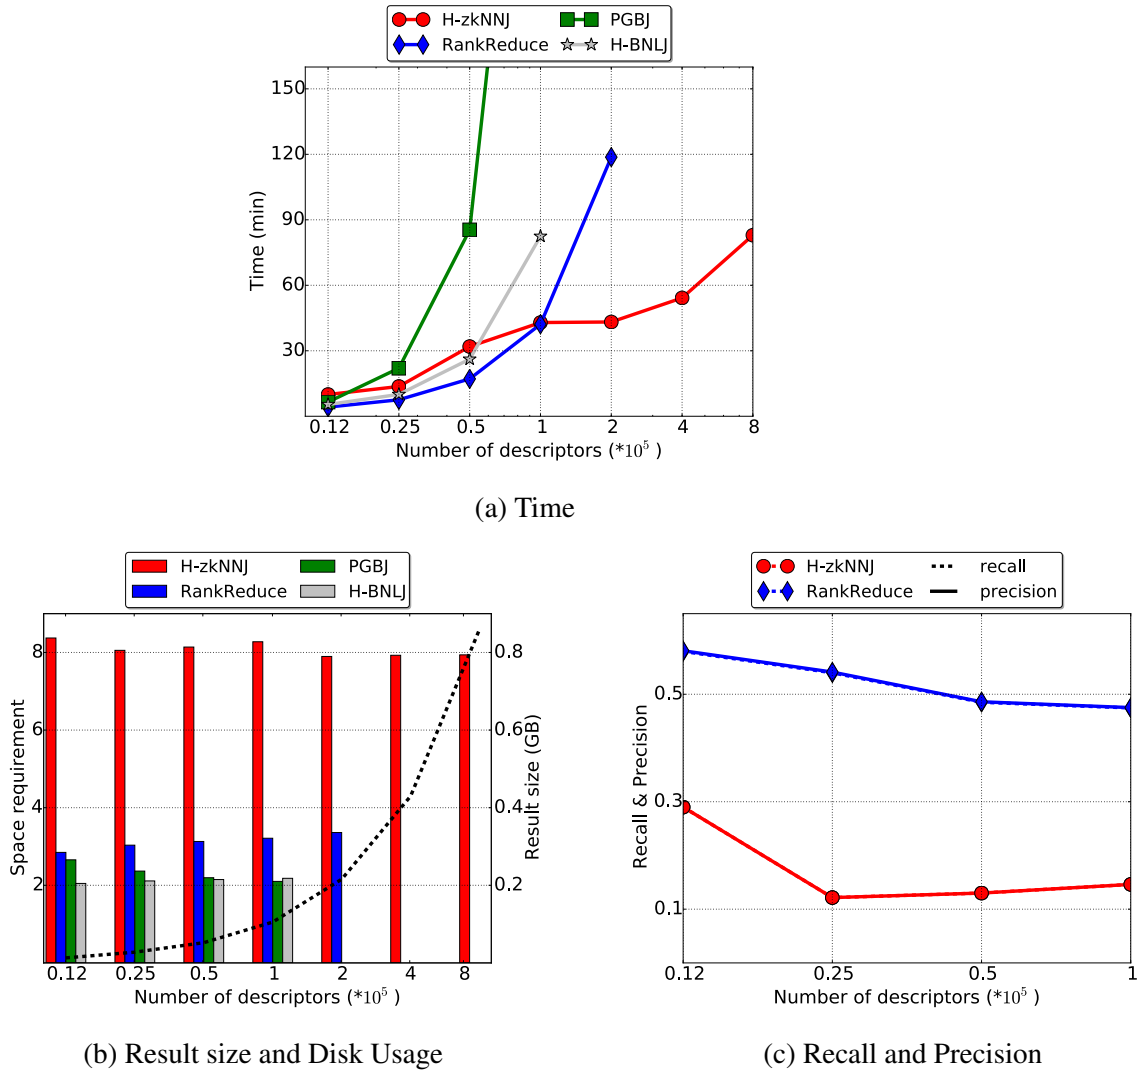 H-zkNNJ PGBJ
RankReduce H-BNLJ
150
120
90
60
30
Time (min)
0.12 0.25 0.5 1 2 4 8
Number of descriptors (*10^5 )
(a) Time
H-zkNNJ PGBJ
RankReduce H-BNLJ
8
6
4
2
Space requirement
0.8
0.6
0.4
0.2
Result size (GB)
0.12 0.25 0.5 1 2 4 8
Number of descriptors (*10^5 )
(b) Result size and Disk Usage
H-zkNNJ recall
RankReduce precision
0.5
0.3
0.1
Recall & Precision
0.12 0.25 0.5 1
Number of descriptors (*10^5 )
(c) Recall and Precision